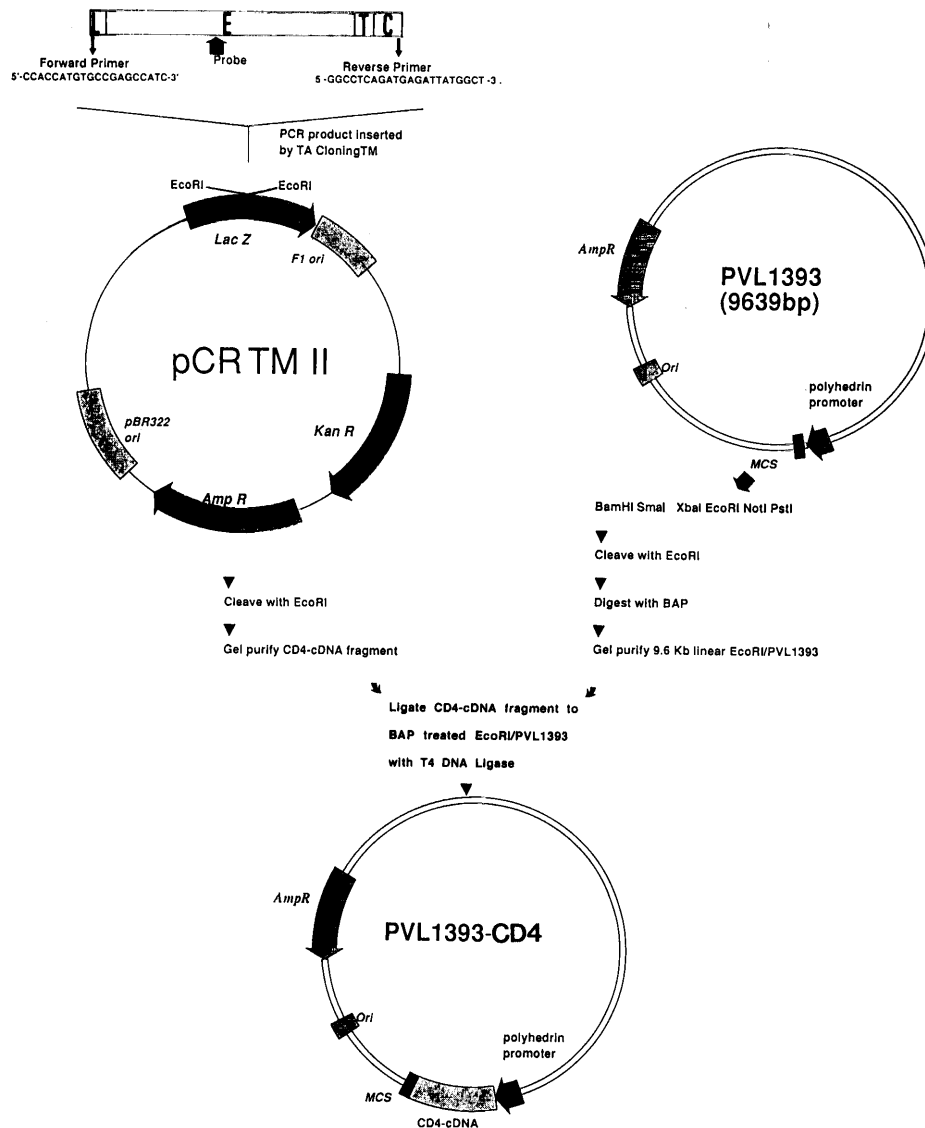 L E T C
Probe
Forward Primer
5'-CCACCATGTGCCGAGCCATC-3'
Reverse Primer
5 -GGCCTCAGATGAGATTATGGCT -3 .
PCR product inserted
by TA CloningTM
EcoRI EcoRI
Lac Z
F1 ori
pCR TM II
pBR322
ori
Kan R
Amp R
AmpR
PVL1393
(9639bp)
Ori
polyhedrin
promoter
MCS
BamHI SmaI XbaI EcoRI NotI PstI
Cleave with EcoRI
Gel purify CD4-cDNA fragment
Cleave with EcoRI
Digest with BAP
Gel purify 9.6 Kb linear EcoRI/PVL1393
Ligate CD4-cDNA fragment to
BAP treated EcoRI/PVL1393
with T4 DNA Ligase
AmpR
PVL1393-CD4
Ori
polyhedrin
promoter
MCS
CD4-cDNA